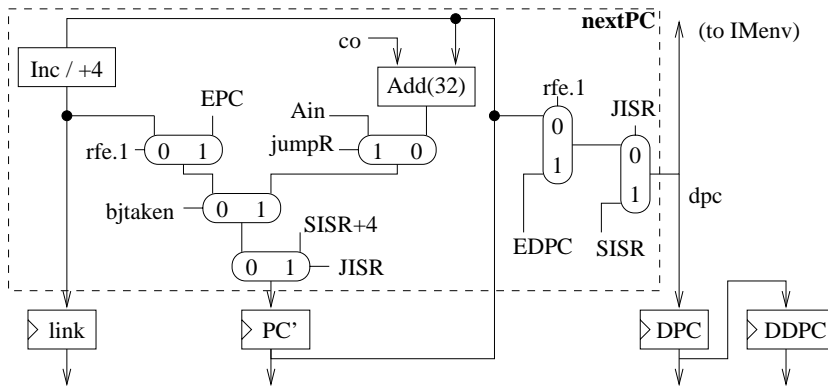 nextPC
(to IMenv)
co
Inc / +4
Add(32)
rfe.1
EPC
Ain
JISR
0
0
rfe.1
0 1
jumpR
1 0
1
1
dpc
bjtaken
0 1
SISR+4
EDPC
SISR
0 1
JISR
link
PC'
DPC
DDPC